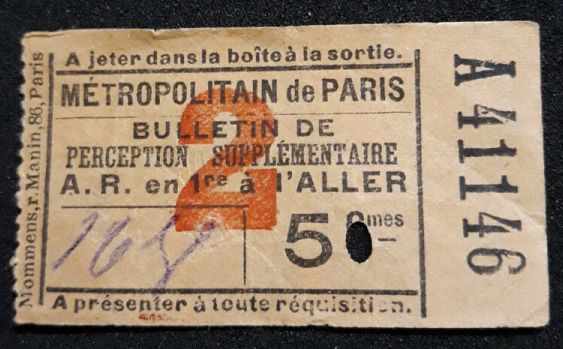 A jeter dans la boîte à la sortie.
MÉTROPOLITAIN de PARIS
BULLETIN DE
PERCEPTION SUPPLÉMENTAIRE
A. R. en 1re à l'ALLER
2
5 Cmes
A présenter à toute réquisition.
Mommens, r. Manin, 86, Paris
A41146